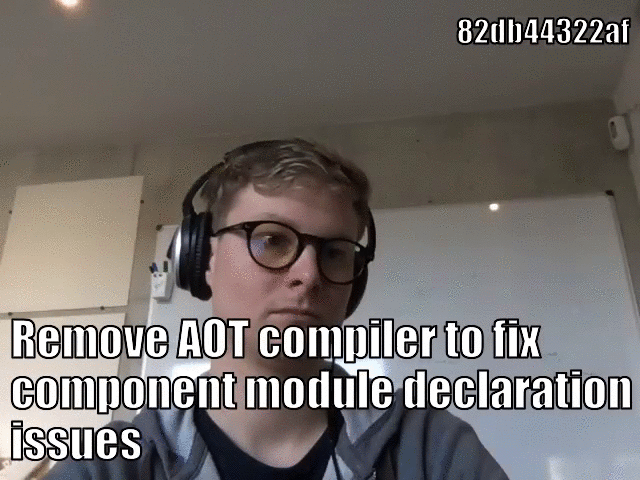 82db44322af
Remove AOT compiler to fix
component module declaration
issues